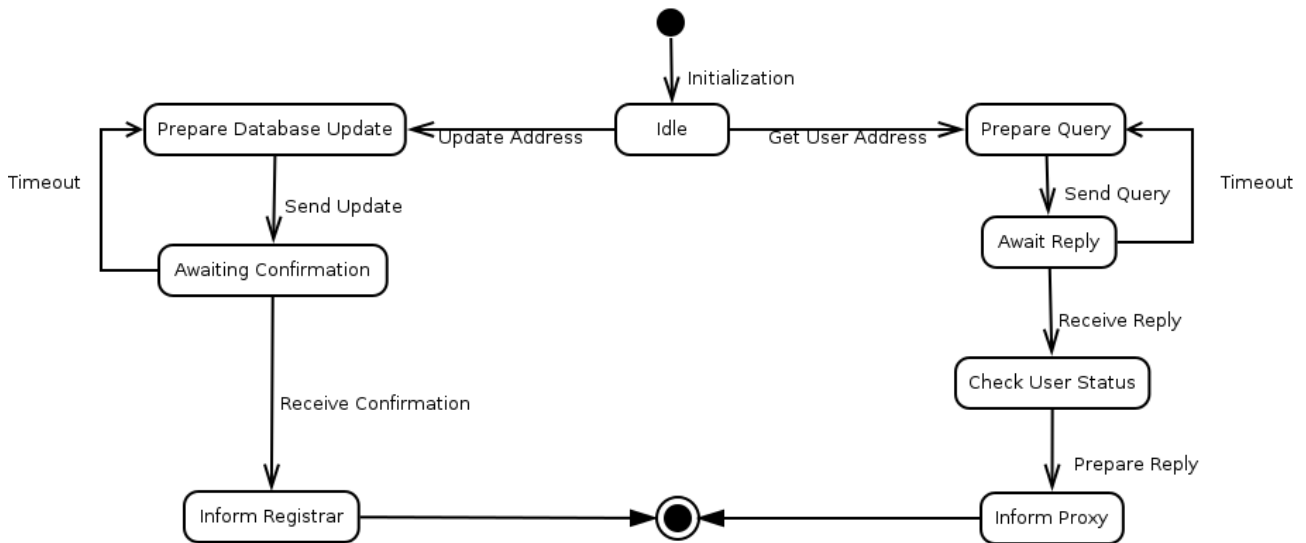 Initialization
Prepare Database Update
Update Address
Idle
Get User Address
Prepare Query
Timeout
Send Update
Send Query
Timeout
Await Reply
Awaiting Confirmation
Receive Reply
Check User Status
Receive Confirmation
Prepare Reply
Inform Registrar
Inform Proxy